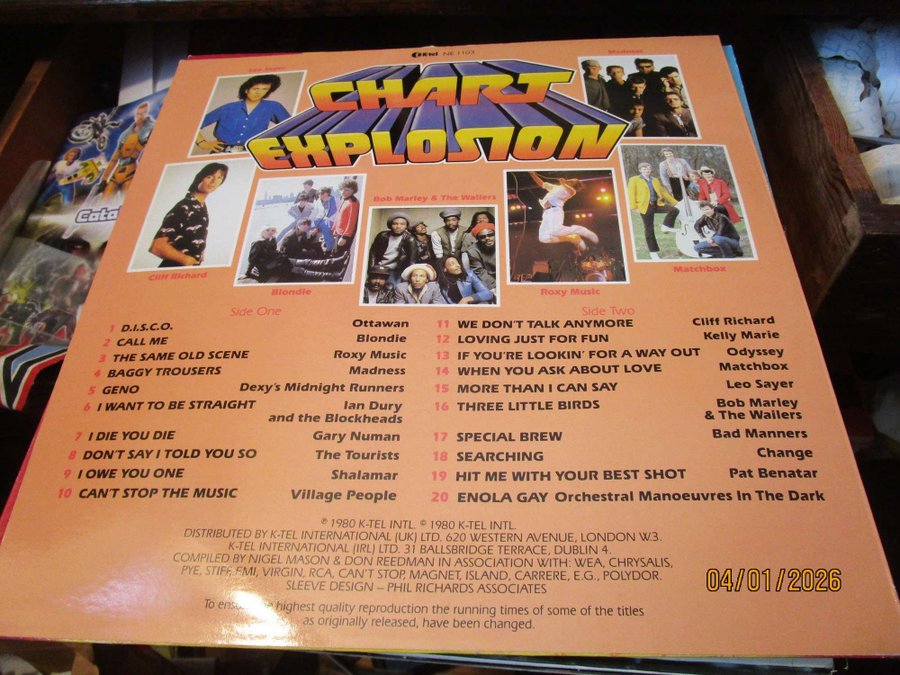 K-tel NE 1103
Leo Sayer
Madness
CHART
EXPLOSION
Bob Marley & The Wailers
Cliff Richard
Blondie
Roxy Music
Matchbox
Side One
1 D.I.S.C.O. Ottawan
2 CALL ME Blondie
3 THE SAME OLD SCENE Roxy Music
4 BAGGY TROUSERS Madness
5 GENO Dexy's Midnight Runners
6 I WANT TO BE STRAIGHT Ian Dury
and the Blockheads
7 I DIE YOU DIE Gary Numan
8 DON'T SAY I TOLD YOU SO The Tourists
9 I OWE YOU ONE Shalamar
10 CAN'T STOP THE MUSIC Village People
Side Two
11 WE DON'T TALK ANYMORE Cliff Richard
12 LOVING JUST FOR FUN Kelly Marie
13 IF YOU'RE LOOKIN' FOR A WAY OUT Odyssey
14 WHEN YOU ASK ABOUT LOVE Matchbox
15 MORE THAN I CAN SAY Leo Sayer
16 THREE LITTLE BIRDS Bob Marley
& The Wailers
17 SPECIAL BREW Bad Manners
18 SEARCHING Change
19 HIT ME WITH YOUR BEST SHOT Pat Benatar
20 ENOLA GAY Orchestral Manoeuvres In The Dark
℗ 1980 K-TEL INTL. © 1980 K-TEL INTL.
DISTRIBUTED BY K-TEL INTERNATIONAL (UK) LTD. 620 WESTERN AVENUE, LONDON W.3.
K-TEL INTERNATIONAL (IRL) LTD. 31 BALLSBRIDGE TERRACE, DUBLIN 4.
COMPILED BY NIGEL MASON & DON REEDMAN IN ASSOCIATION WITH: WEA, CHRYSALIS,
PYE, STIFF, EMI, VIRGIN, RCA, CAN'T STOP, MAGNET, ISLAND, CARRERE, E.G., POLYDOR.
SLEEVE DESIGN – PHIL RICHARDS ASSOCIATES
To ensure the highest quality reproduction the running times of some of the titles
as originally released, have been changed.
04/01/2026